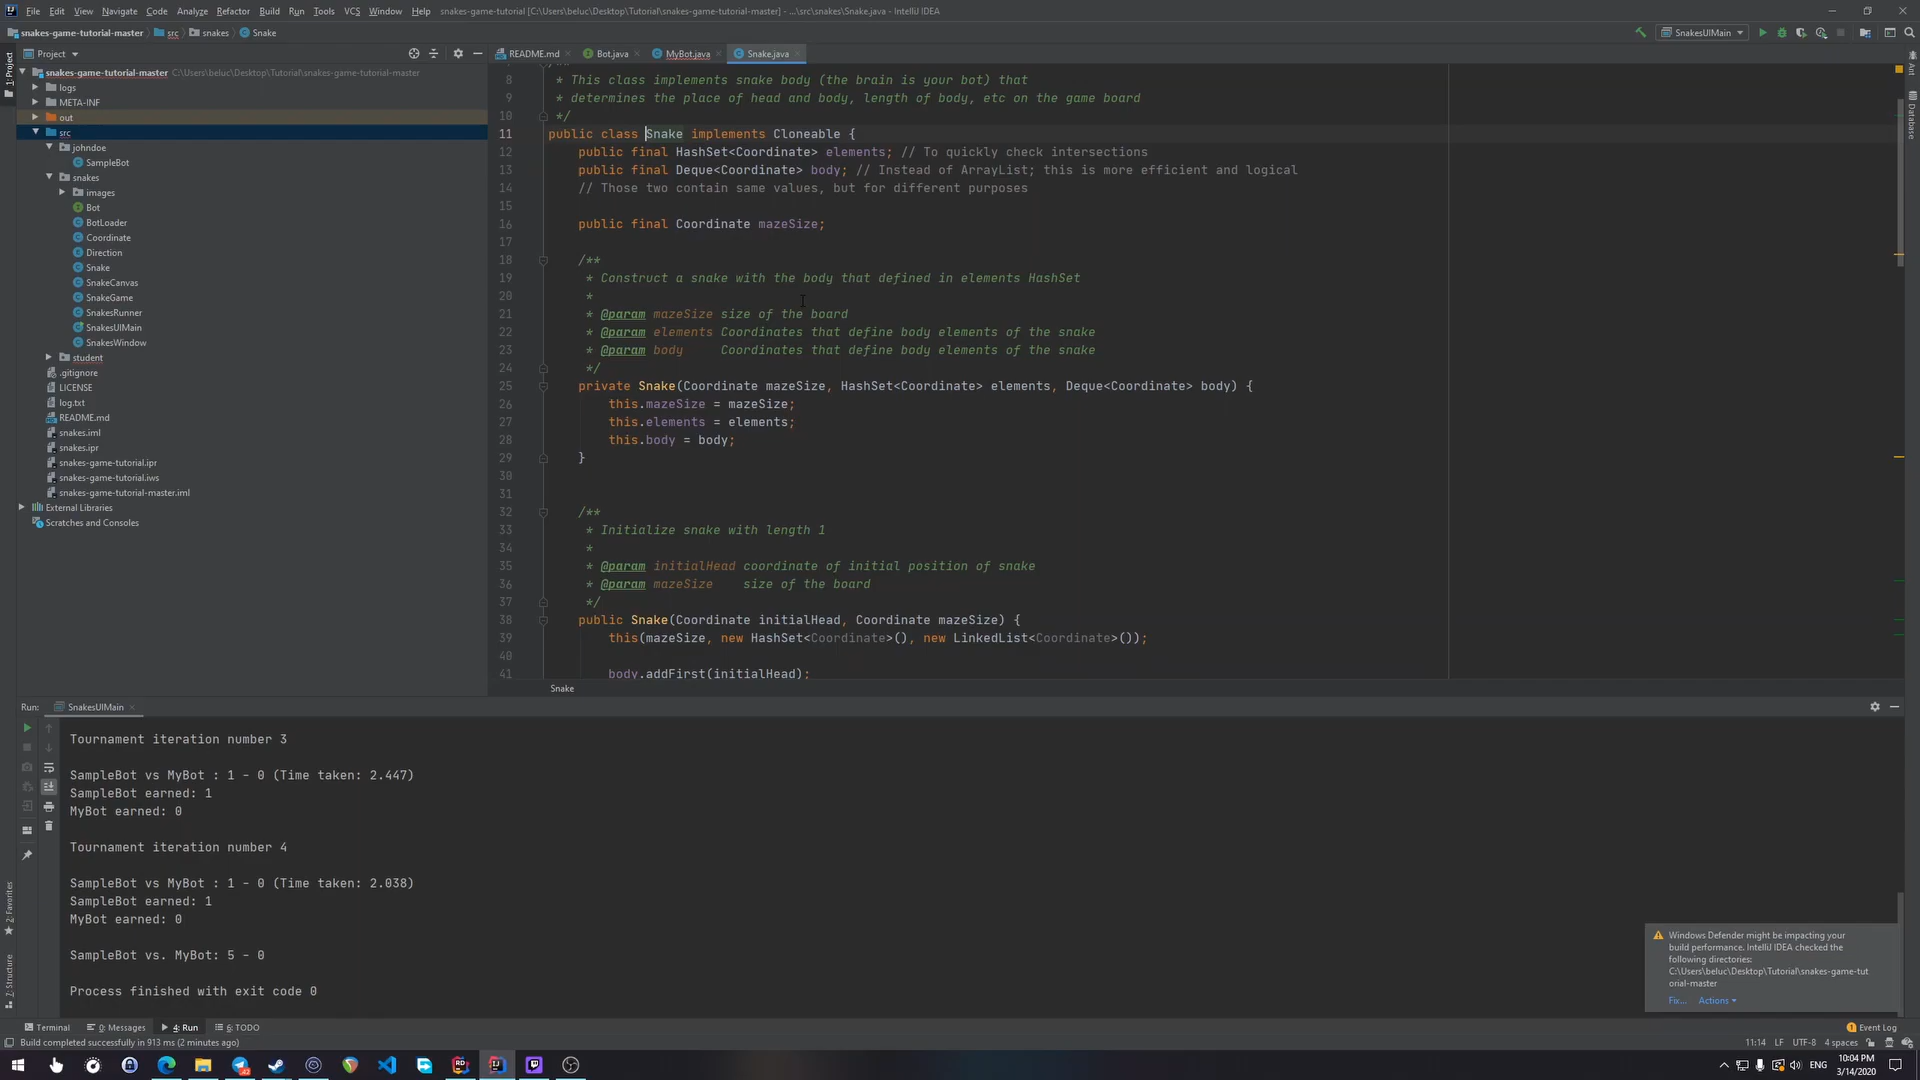 File Edit View Navigate Code Analyze Refactor Build Run Tools VCS Window Help snakes-game-tutorial [C:\Users\beluc\Desktop\Tutorial\snakes-game-tutorial-master] - ...\src\snakes\Snake.java - IntelliJ IDEA
snakes-game-tutorial-master src snakes Snake SnakesUIMain
Project README.md Bot.java MyBot.java Snake.java
1: Project
Ant
Database
snakes-game-tutorial-master C:\Users\beluc\Desktop\Tutorial\snakes-game-tutorial-master
logs
META-INF
out
src
johndoe
SampleBot
snakes
images
Bot
BotLoader
Coordinate
Direction
Snake
SnakeCanvas
SnakeGame
SnakesRunner
SnakesUIMain
SnakesWindow
student
.gitignore
LICENSE
log.txt
README.md
snakes.iml
snakes.ipr
snakes-game-tutorial.ipr
snakes-game-tutorial.iws
snakes-game-tutorial-master.iml
External Libraries
Scratches and Consoles
8 * This class implements snake body (the brain is your bot) that
9 * determines the place of head and body, length of body, etc on the game board
10 */
11 public class Snake implements Cloneable {
12 public final HashSet<Coordinate> elements; // To quickly check intersections
13 public final Deque<Coordinate> body; // Instead of ArrayList; this is more efficient and logical
14 // Those two contain same values, but for different purposes
15
16 public final Coordinate mazeSize;
17
18 /**
19 * Construct a snake with the body that defined in elements HashSet
20 *
21 * @param mazeSize size of the board
22 * @param elements Coordinates that define body elements of the snake
23 * @param body Coordinates that define body elements of the snake
24 */
25 private Snake(Coordinate mazeSize, HashSet<Coordinate> elements, Deque<Coordinate> body) {
26 this.mazeSize = mazeSize;
27 this.elements = elements;
28 this.body = body;
29 }
30
31
32 /**
33 * Initialize snake with length 1
34 *
35 * @param initialHead coordinate of initial position of snake
36 * @param mazeSize size of the board
37 */
38 public Snake(Coordinate initialHead, Coordinate mazeSize) {
39 this(mazeSize, new HashSet<Coordinate>(), new LinkedList<Coordinate>());
40
41 body.addFirst(initialHead);
Snake
Run: SnakesUIMain
Tournament iteration number 3
SampleBot vs MyBot : 1 - 0 (Time taken: 2.447)
SampleBot earned: 1
MyBot earned: 0
Tournament iteration number 4
SampleBot vs MyBot : 1 - 0 (Time taken: 2.038)
SampleBot earned: 1
MyBot earned: 0
SampleBot vs. MyBot: 5 - 0
Process finished with exit code 0
2: Favorites
7: Structure
Windows Defender might be impacting your
build performance. IntelliJ IDEA checked the
following directories:
C:\Users\beluc\Desktop\Tutorial\snakes-game-tut
orial-master
Fix... Actions
Terminal 0: Messages 4: Run 6: TODO 1 Event Log
Build completed successfully in 913 ms (2 minutes ago) 11:14 LF UTF-8 4 spaces
ENG 10:04 PM
3/14/2020